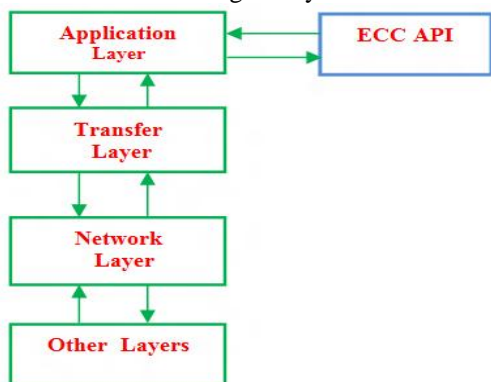 Application
Layer
ECC API
Transfer
Layer
Network
Layer
Other Layers